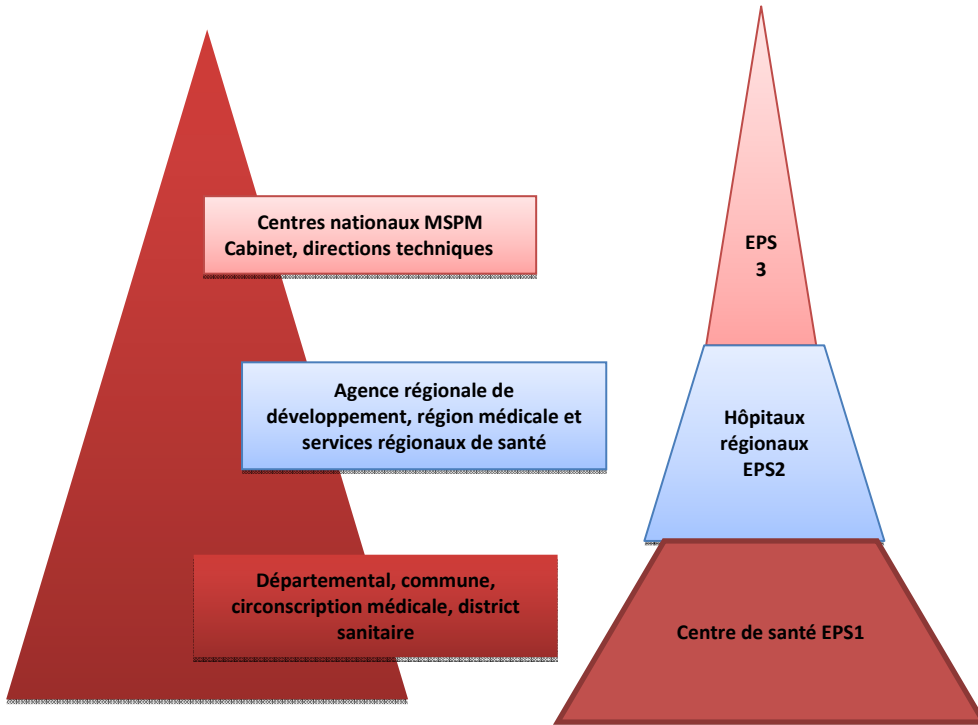 Centres nationaux MSPM
Cabinet, directions techniques
EPS
3
Agence régionale de
développement, région médicale et
services régionaux de santé
Hôpitaux
régionaux
EPS2
Départemental, commune,
circonscription médicale, district
sanitaire
Centre de santé EPS1